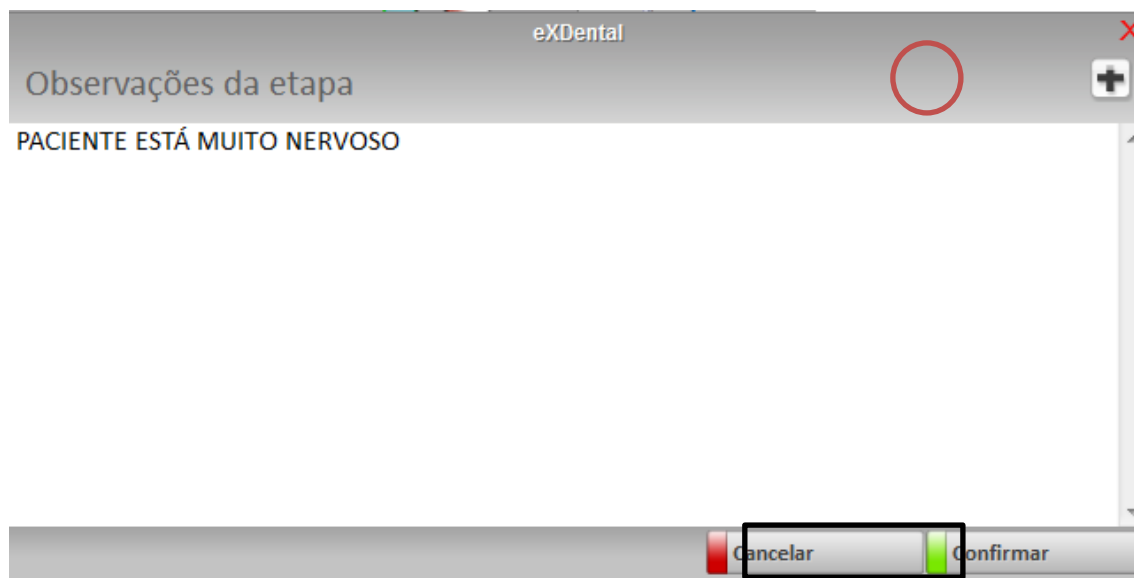 eXDental
X
Observações da etapa
PACIENTE ESTÁ MUITO NERVOSO
Cancelar
Confirmar